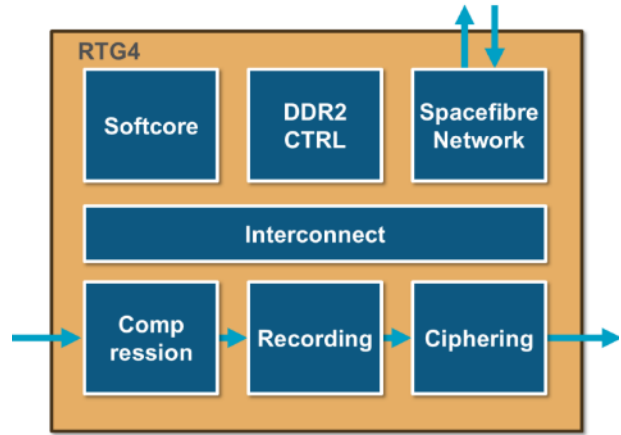 RTG4
Softcore
DDR2
CTRL
Spacefibre
Network
Interconnect
Comp
ression
Recording
Ciphering